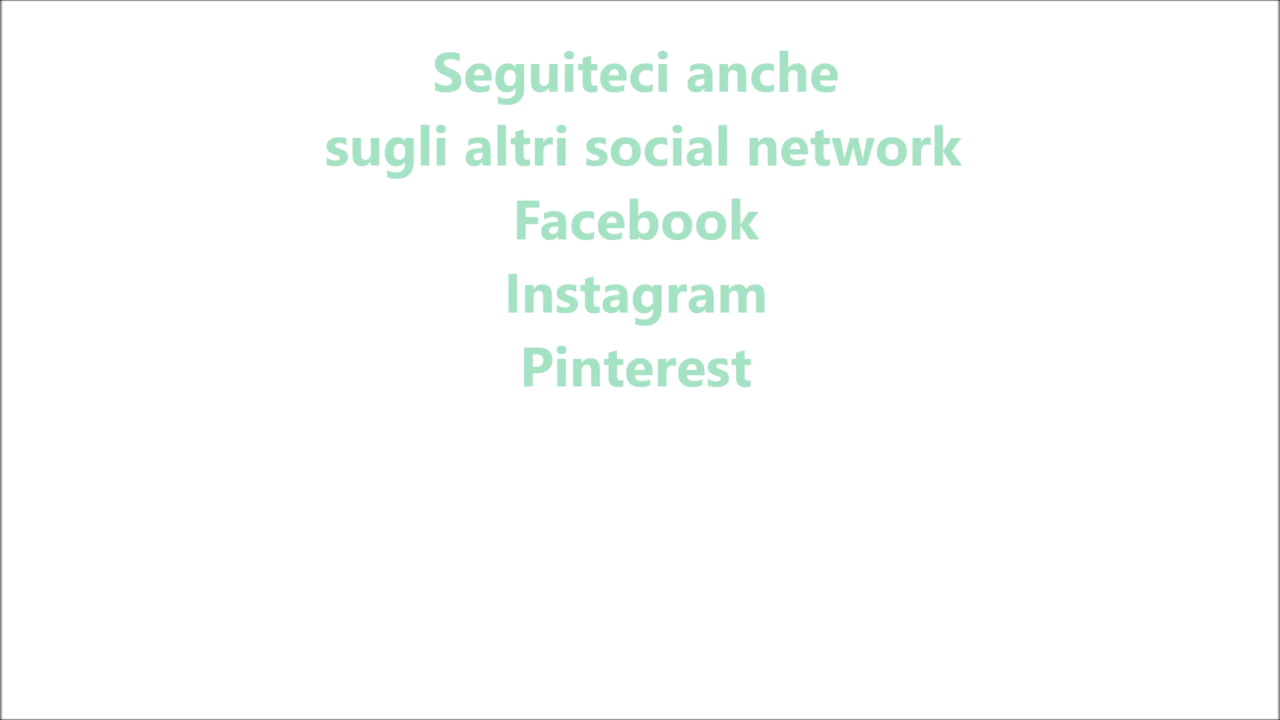 Seguiteci anche
sugli altri social network
Facebook
Instagram
Pinterest